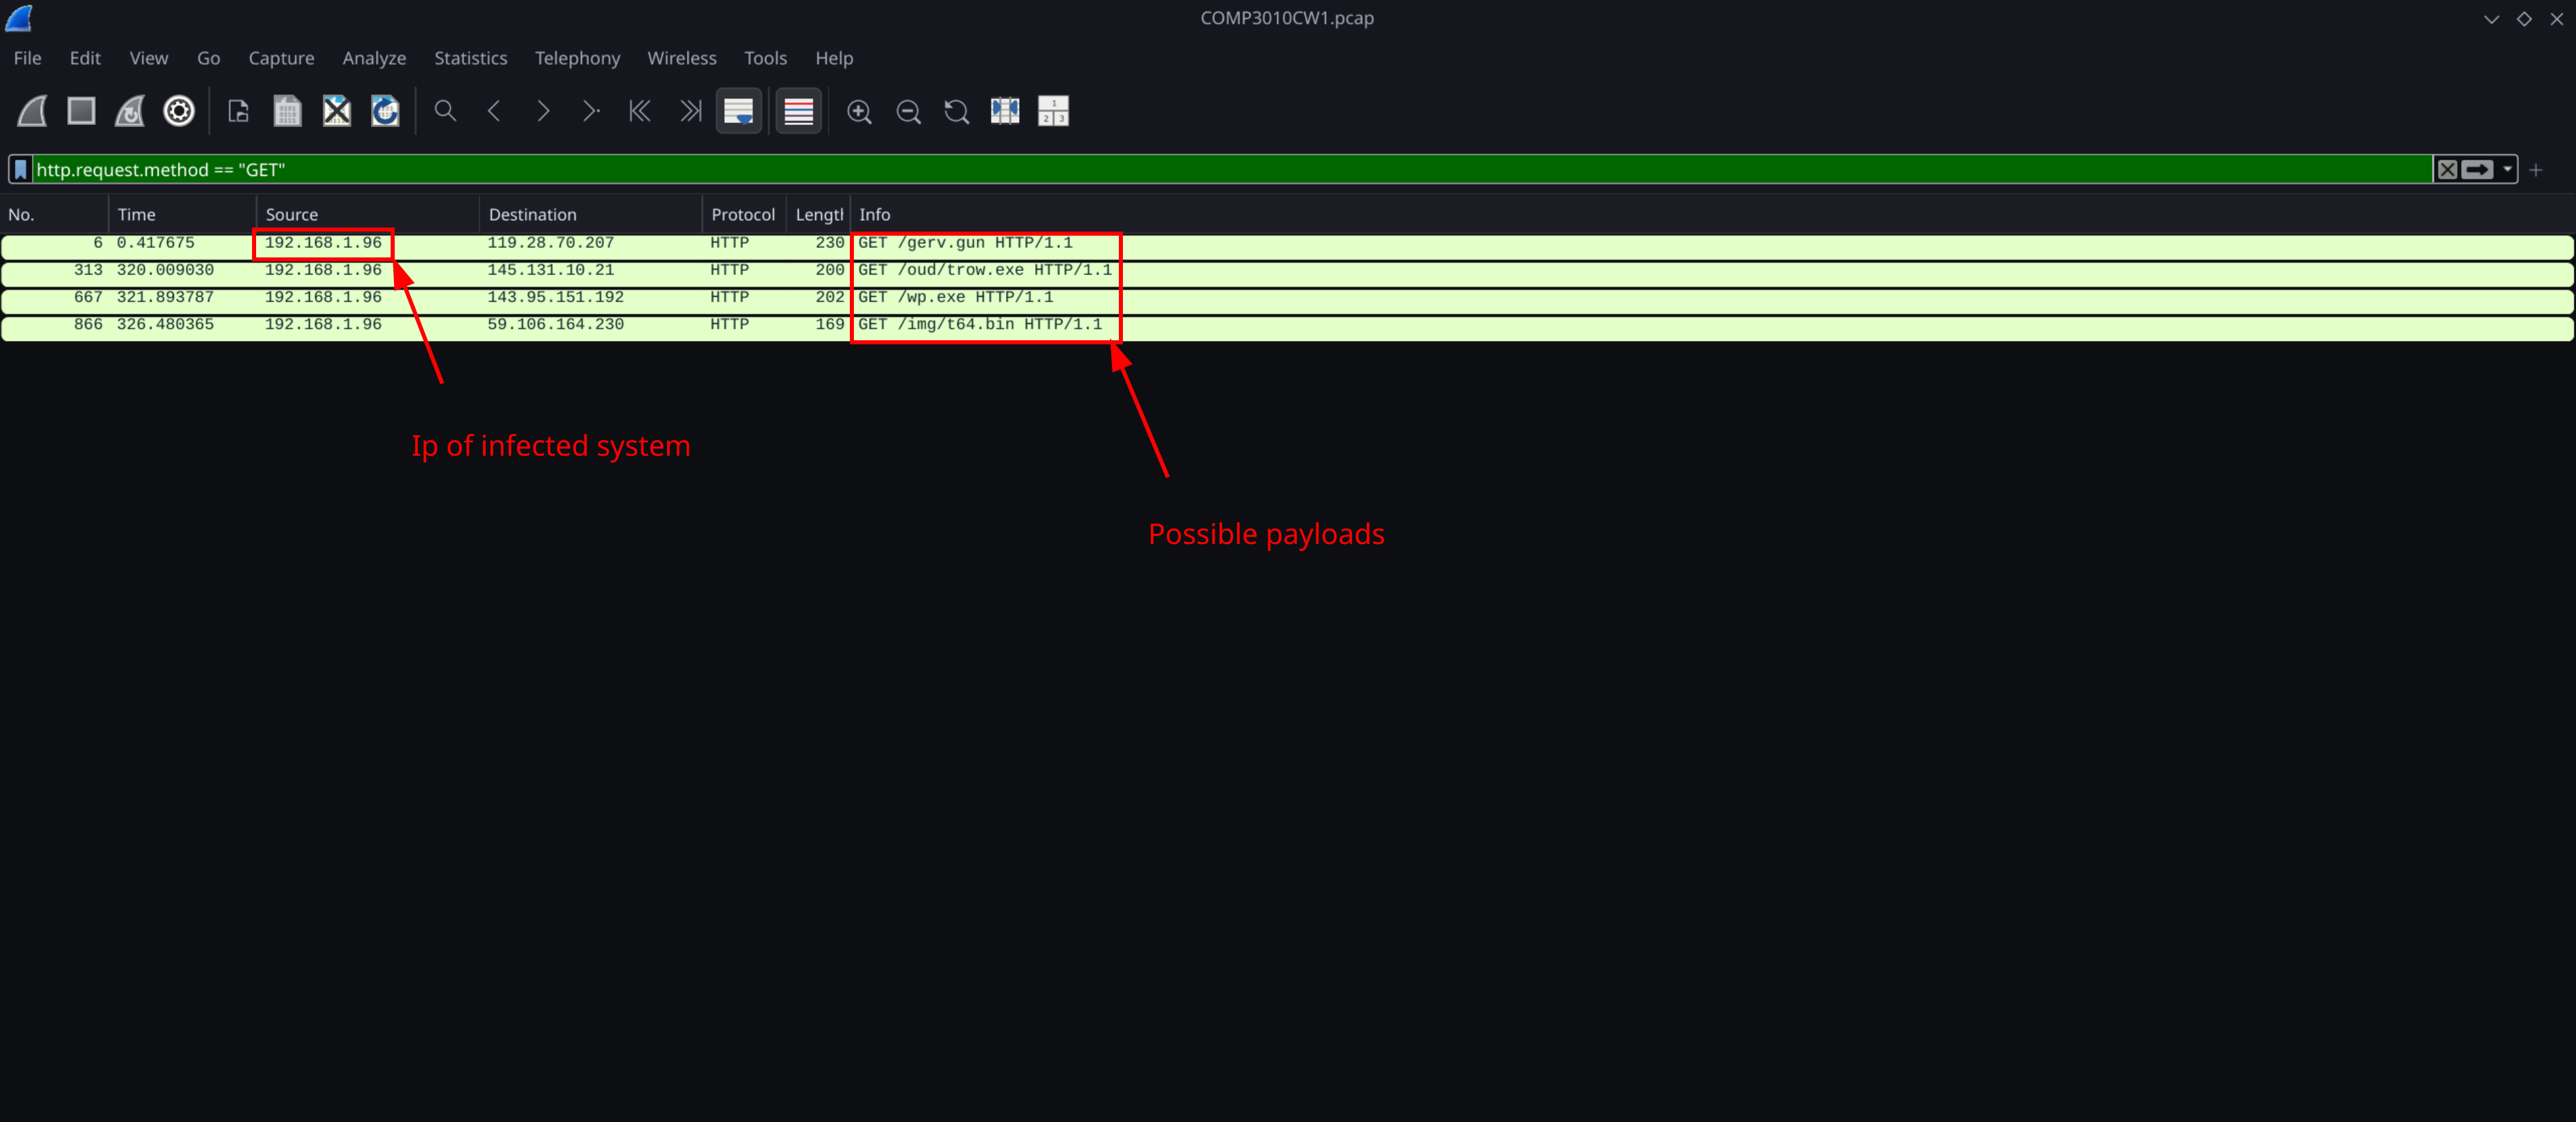 COMP3010CW1.pcap
File Edit View Go Capture Analyze Statistics Telephony Wireless Tools Help
http.request.method == "GET"
No. Time Source Destination Protocol Length Info
6 0.417675 192.168.1.96 119.28.70.207 HTTP 230 GET /gerv.gun HTTP/1.1
313 320.009030 192.168.1.96 145.131.10.21 HTTP 200 GET /oud/trow.exe HTTP/1.1
667 321.893787 192.168.1.96 143.95.151.192 HTTP 202 GET /wp.exe HTTP/1.1
866 326.480365 192.168.1.96 59.106.164.230 HTTP 169 GET /img/t64.bin HTTP/1.1
Ip of infected system
Possible payloads